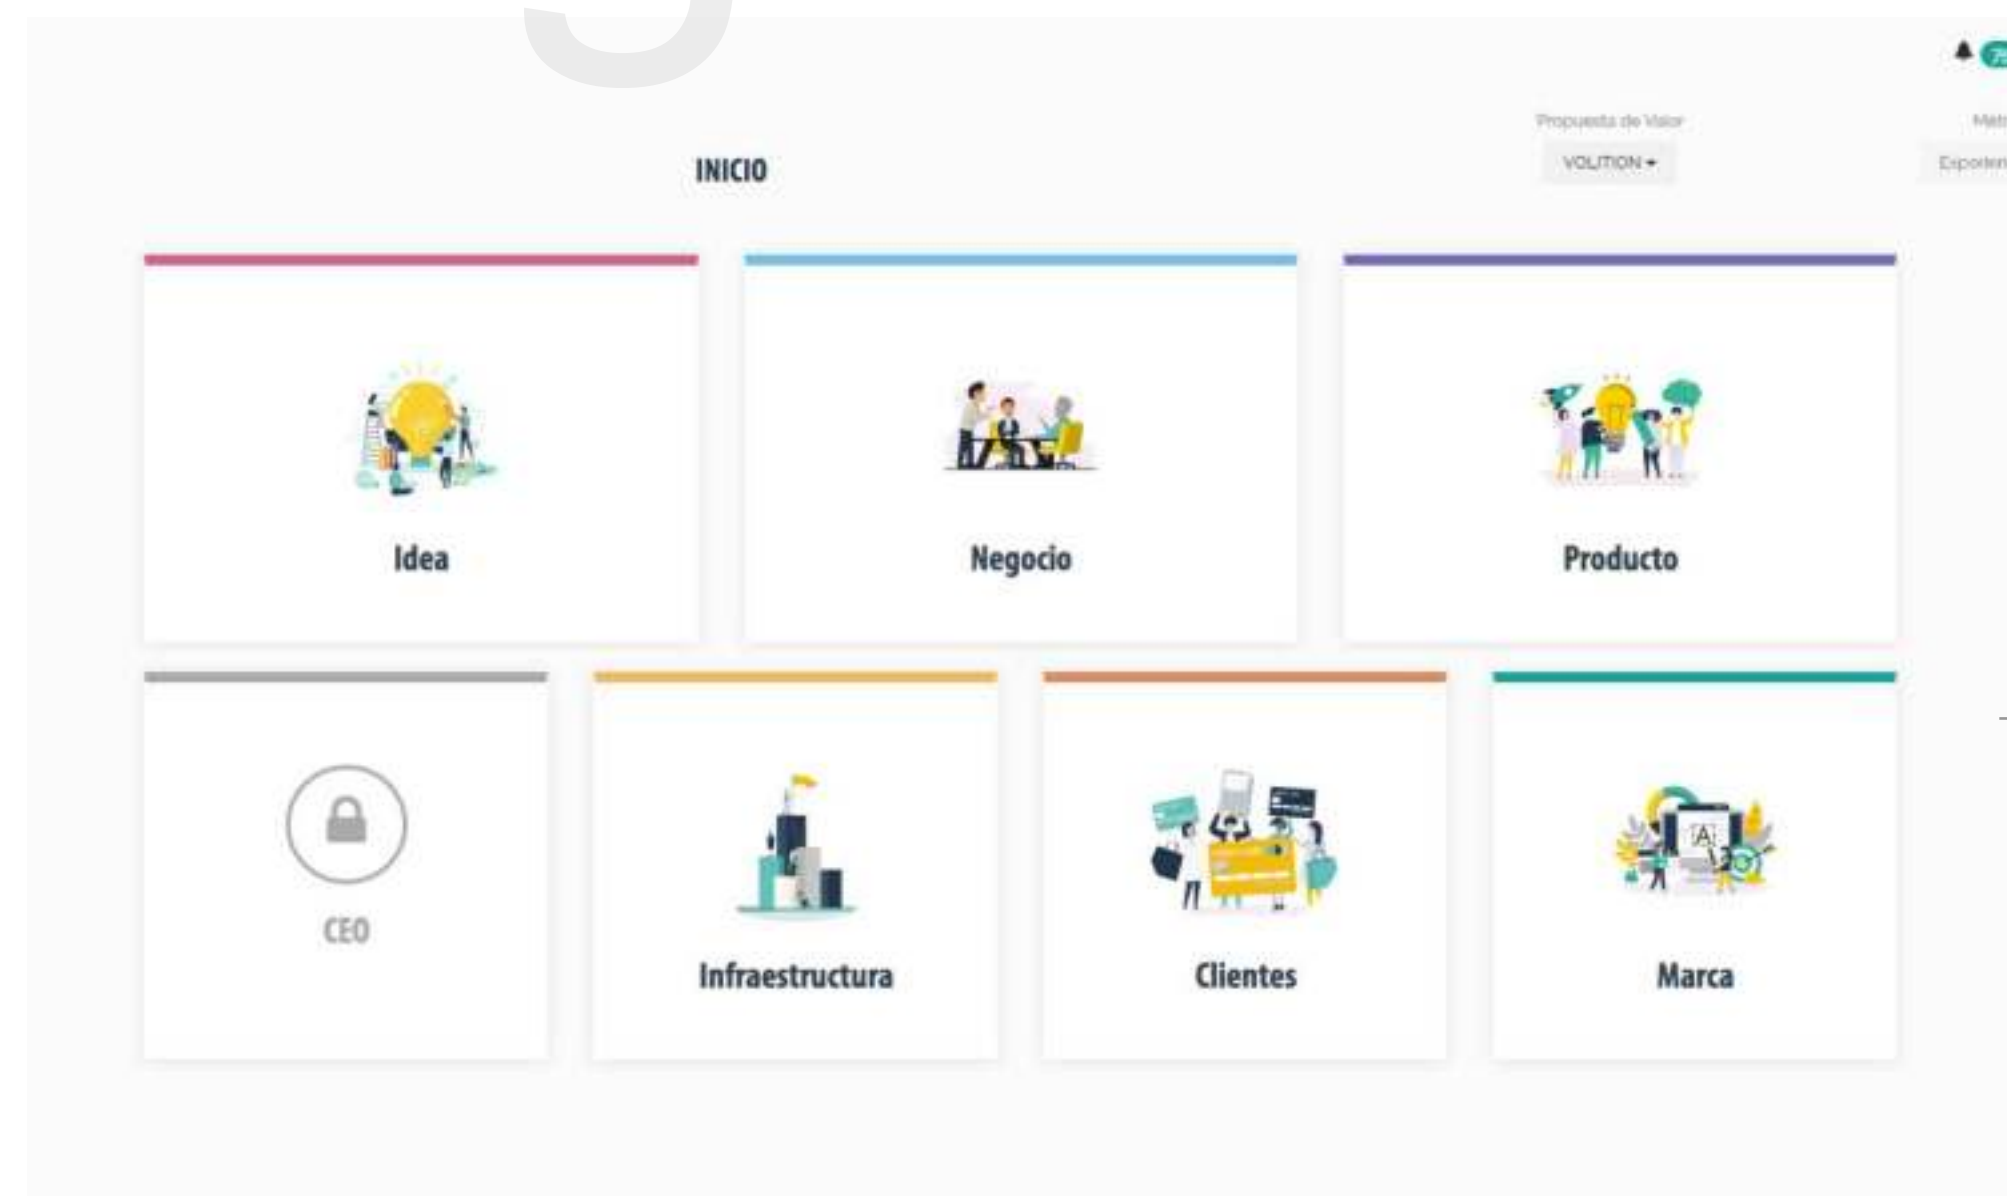 Propuesta de Valor
INICIO
VOLITION
Idea
Negocio
Producto
CEO
A
Infraestructura
Clientes
Marca